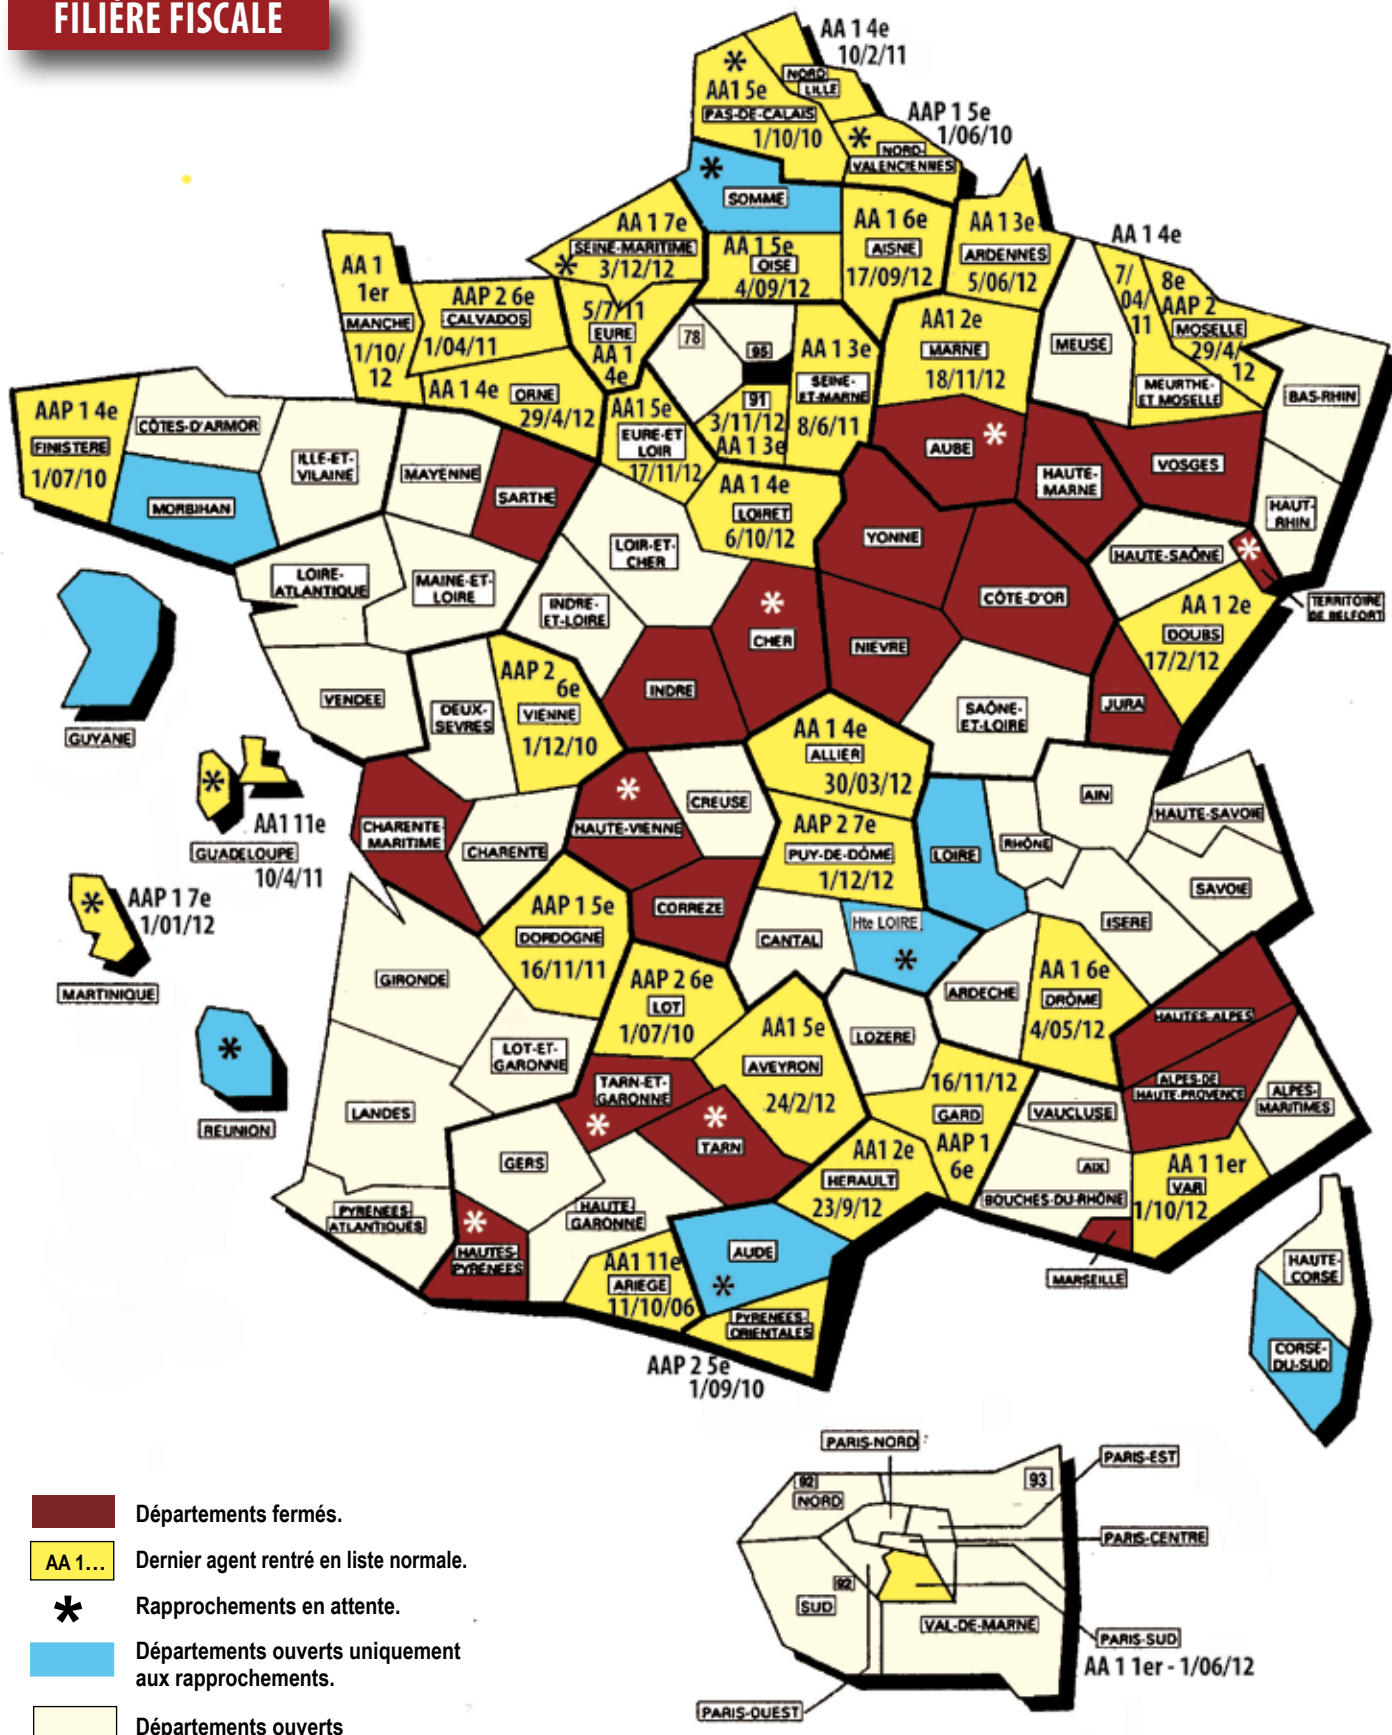 FILIÈRE FISCALE
AA 1 4e
10/2/11
NORD
LILLE
AA1 5e
PAS-DE-CALAIS
1/10/10
AAP 1 5e
1/06/10
NORD-
VALENCIENNES
SOMME
AA 1 7e
SEINE-MARITIME
3/12/12
AA 1 5e
OISE
4/09/12
AA 1 6e
AISNE
17/09/12
AA 1 3e
ARDENNES
5/06/12
AA 1 4e
7/
04/
11
MEURTHE-
ET MOSELLE
8e
AAP 2
MOSELLE
29/4/
12
AA 1
1er
MANCHE
1/10/
12
AAP 2 6e
CALVADOS
1/04/11
5/7/11
EURE
AA 1
4e
78
95
91
3/11/12
AA 1 3e
AA 1 3e
SEINE-
ET-MARNE
8/6/11
AA1 2e
MARNE
18/11/12
MEUSE
BAS-RHIN
AA 1 4e
ORNE
29/4/12
AA1 5e
EURE-ET
LOIR
17/11/12
AAP 1 4e
FINISTERE
1/07/10
CÔTES-D'ARMOR
MORBIHAN
ILLE-ET-
VILAINE
MAYENNE
SARTHE
AA 1 4e
LOIRET
6/10/12
AUBE
HAUTE-
MARNE
VOSGES
HAUT-
RHIN
YONNE
HAUTE-SAÔNE
TERRITOIRE
DE BELFORT
LOIRE-
ATLANTIQUE
MAINE-ET-
LOIRE
LOIR-ET-
CHER
INDRE-
ET-LOIRE
CHER
NIEVRE
CÔTE-D'OR
AA 1 2e
DOUBS
17/2/12
VENDEE
DEUX-
SEVRES
AAP 2
6e
VIENNE
1/12/10
INDRE
SAÔNE-
ET-LOIRE
JURA
GUYANE
AA1 11e
GUADELOUPE
10/4/11
AAP 1 7e
1/01/12
MARTINIQUE
REUNION
AA 1 4e
ALLIER
30/03/12
CHARENTE-
MARITIME
CHARENTE
HAUTE-VIENNE
CREUSE
AAP 2 7e
PUY-DE-DÔME
1/12/12
LOIRE
RHÔNE
AIN
HAUTE-SAVOIE
SAVOIE
ISERE
AAP 1 5e
DORDOGNE
16/11/11
CORREZE
CANTAL
Hte LOIRE
ARDECHE
AA 1 6e
DRÔME
4/05/12
HAUTES-ALPES
GIRONDE
LOT-ET-
GARONNE
AAP 2 6e
LOT
1/07/10
AA1 5e
AVEYRON
24/2/12
LOZERE
16/11/12
GARD
AAP 1
6e
VAUCLUSE
ALPES-DE
HAUTE-PROVENCE
ALPES-
MARITIMES
LANDES
TARN-ET-
GARONNE
TARN
GERS
HAUTE-
GARONNE
AA1 2e
HERAULT
23/9/12
AIX
BOUCHES-DU-RHÔNE
AA 1 1er
VAR
1/10/12
MARSEILLE
PYRENEES-
ATLANTIQUES
HAUTES-
PYRENEES
AA1 11e
ARIEGE
11/10/06
AUDE
PYRENEES-
ORIENTALES
AAP 2 5e
1/09/10
HAUTE-
CORSE
CORSE-
DU-SUD
PARIS-NORD
92
NORD
93
PARIS-EST
PARIS-CENTRE
92
SUD
VAL-DE-MARNE
PARIS-SUD
AA 1 1er - 1/06/12
PARIS-OUEST
Départements fermés.
AA 1... Dernier agent rentré en liste normale.
* Rapprochements en attente.
Départements ouverts uniquement
aux rapprochements.
Départements ouverts